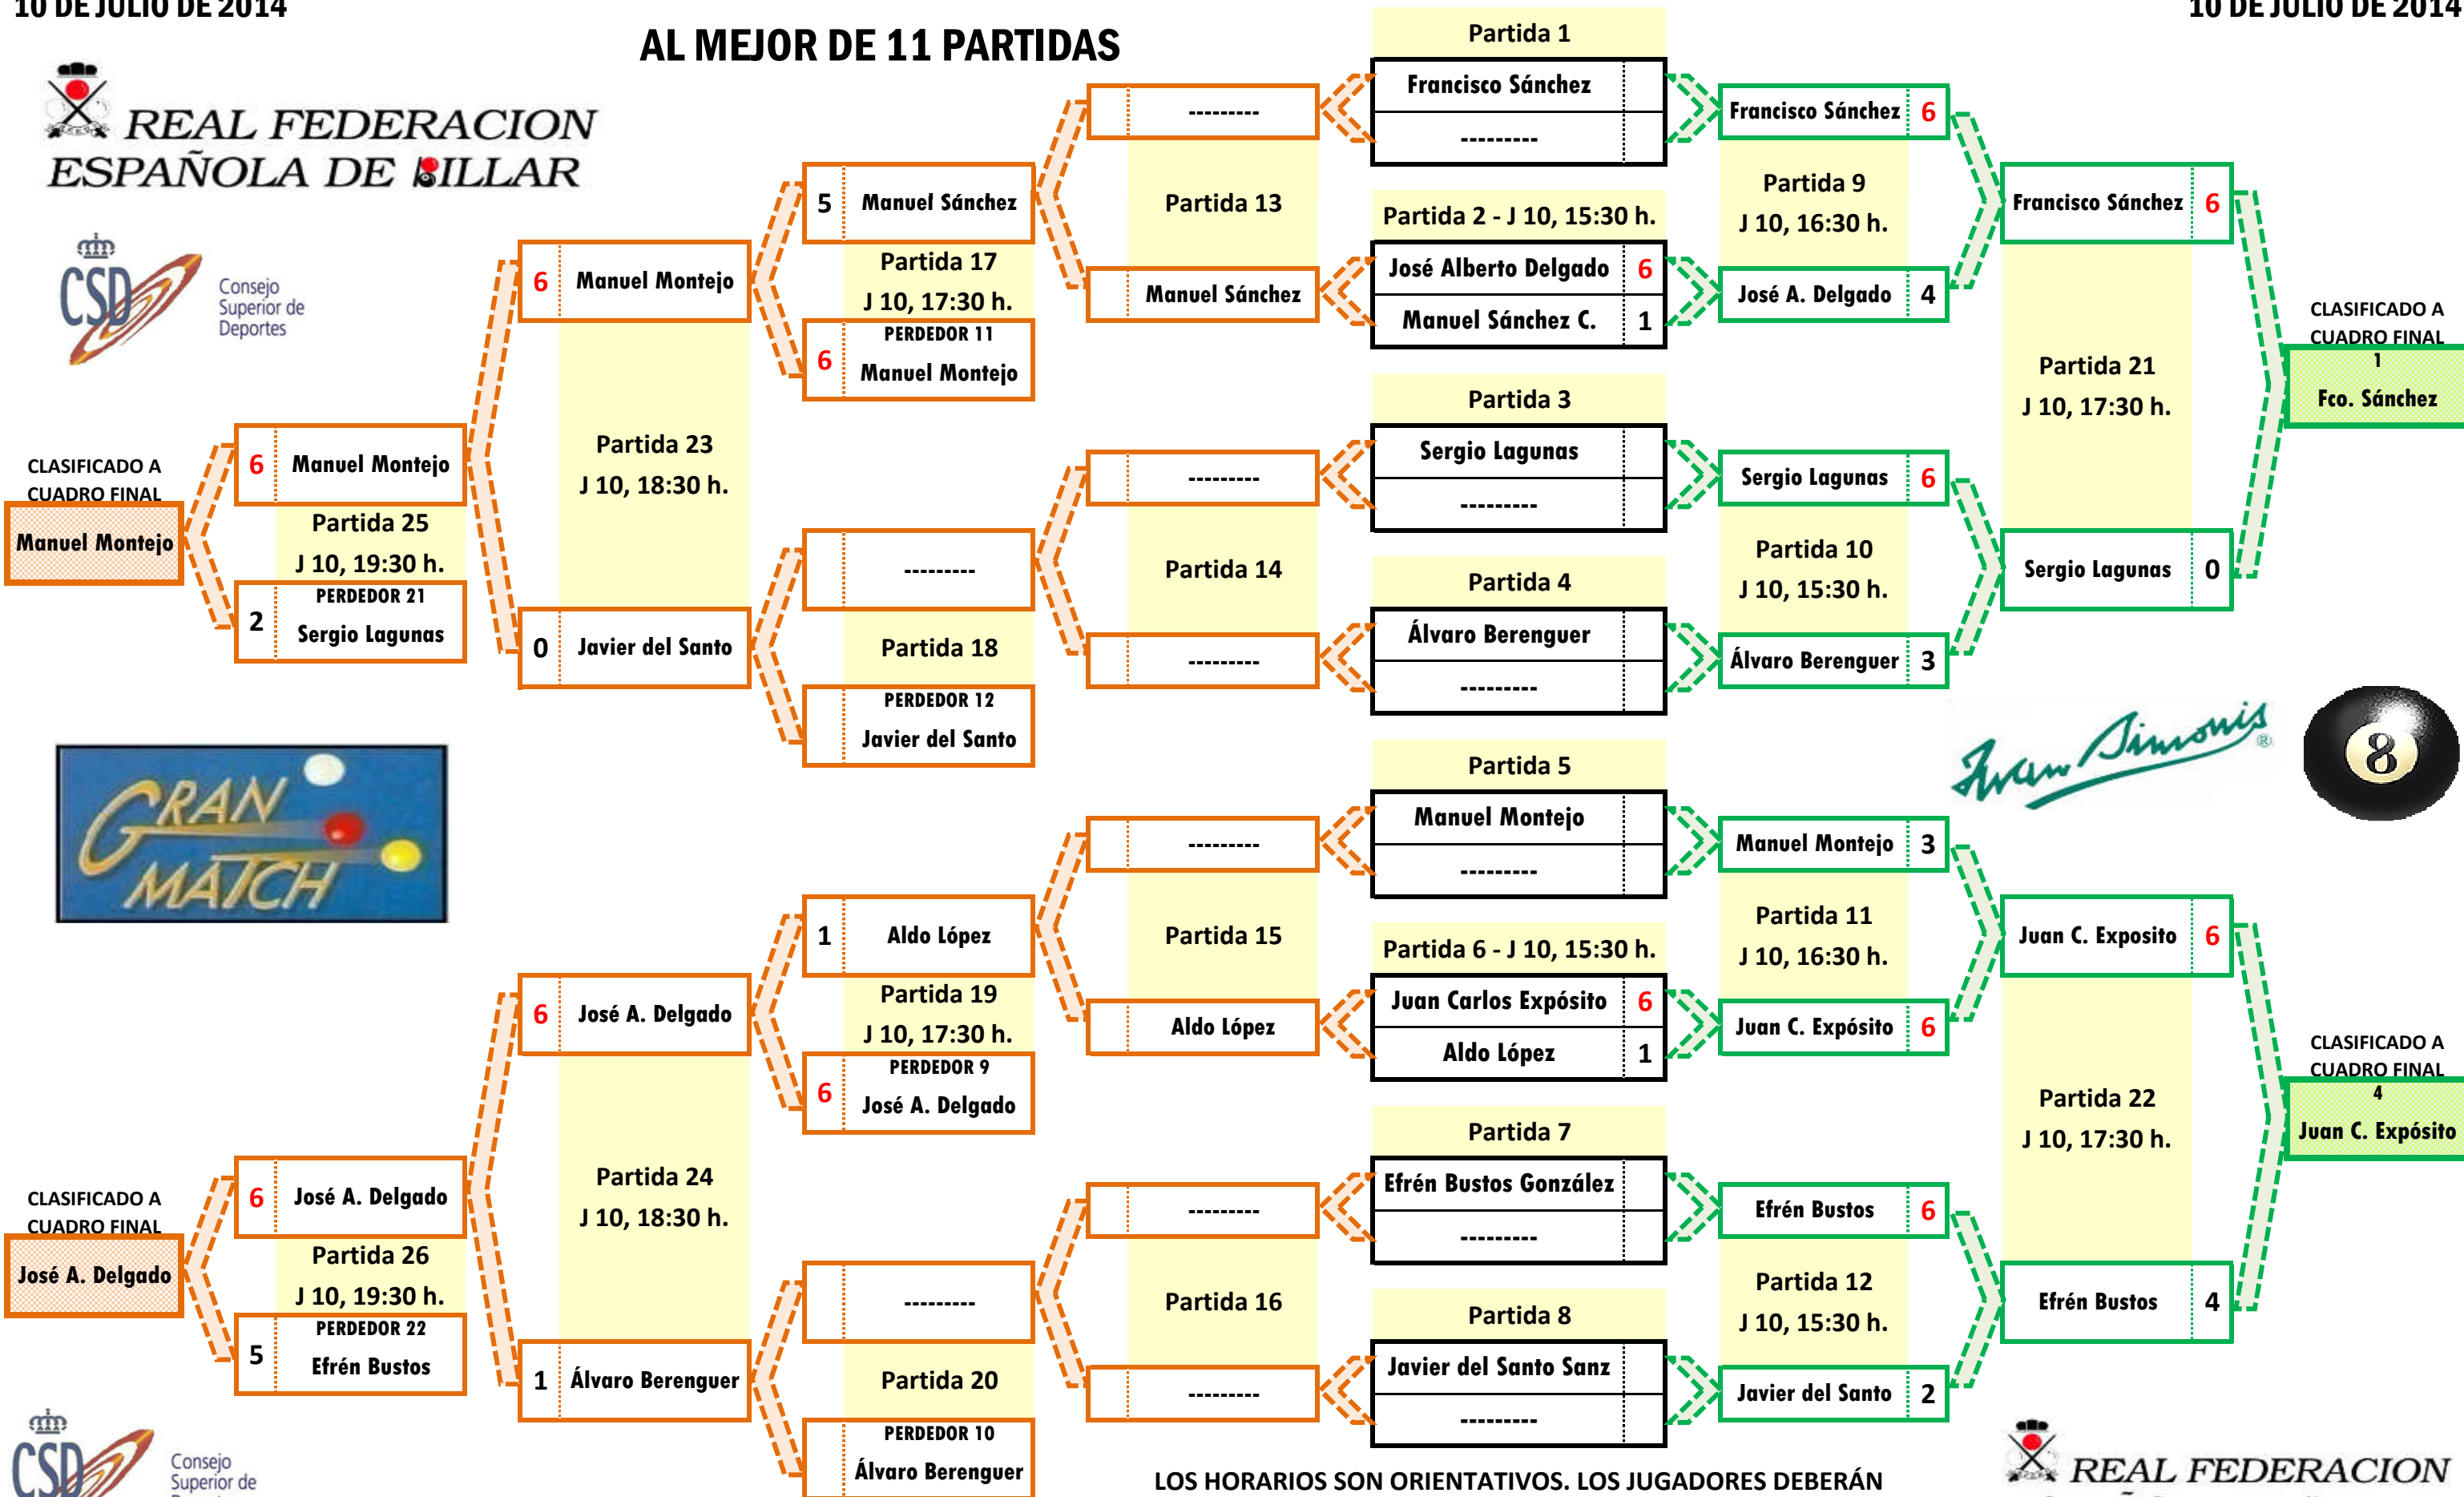 10 DE JULIO DE 2014
10 DE JULIO DE 2014
AL MEJOR DE 11 PARTIDAS
REAL FEDERACION
ESPAÑOLA DE BILLAR
CSD
Consejo
Superior de
Deportes
CLASIFICADO A
CUADRO FINAL
Manuel Montejo
6 Manuel Montejo
Partida 25
J 10, 19:30 h.
PERDEDOR 21
2 Sergio Lagunas
6 Manuel Montejo
Partida 23
J 10, 18:30 h.
0 Javier del Santo
5 Manuel Sánchez
Partida 17
J 10, 17:30 h.
PERDEDOR 11
6 Manuel Montejo
---------
Partida 18
PERDEDOR 12
Javier del Santo
---------
Partida 13
Manuel Sánchez
---------
Partida 14
---------
Partida 1
Francisco Sánchez
---------
Partida 2 - J 10, 15:30 h.
José Alberto Delgado 6
Manuel Sánchez C. 1
Partida 3
Sergio Lagunas
---------
Partida 4
Álvaro Berenguer
---------
Francisco Sánchez 6
Partida 9
J 10, 16:30 h.
José A. Delgado 4
Sergio Lagunas 6
Partida 10
J 10, 15:30 h.
Álvaro Berenguer 3
Francisco Sánchez 6
Partida 21
J 10, 17:30 h.
Sergio Lagunas 0
CLASIFICADO A
CUADRO FINAL
1
Fco. Sánchez
GRAN
MATCH
Iwan Simonis ®
8
CLASIFICADO A
CUADRO FINAL
José A. Delgado
6 José A. Delgado
Partida 26
J 10, 19:30 h.
PERDEDOR 22
5 Efrén Bustos
6 José A. Delgado
Partida 24
J 10, 18:30 h.
1 Álvaro Berenguer
1 Aldo López
Partida 19
J 10, 17:30 h.
PERDEDOR 9
6 José A. Delgado
---------
Partida 20
PERDEDOR 10
Álvaro Berenguer
---------
Partida 15
Aldo López
---------
Partida 16
---------
Partida 5
Manuel Montejo
---------
Partida 6 - J 10, 15:30 h.
Juan Carlos Expósito 6
Aldo López 1
Partida 7
Efrén Bustos González
---------
Partida 8
Javier del Santo Sanz
---------
Manuel Montejo 3
Partida 11
J 10, 16:30 h.
Juan C. Expósito 6
Efrén Bustos 6
Partida 12
J 10, 15:30 h.
Javier del Santo 2
Juan C. Exposito 6
Partida 22
J 10, 17:30 h.
Efrén Bustos 4
CLASIFICADO A
CUADRO FINAL
4
Juan C. Expósito
CSD
Consejo
Superior de
LOS HORARIOS SON ORIENTATIVOS. LOS JUGADORES DEBERÁN
REAL FEDERACION